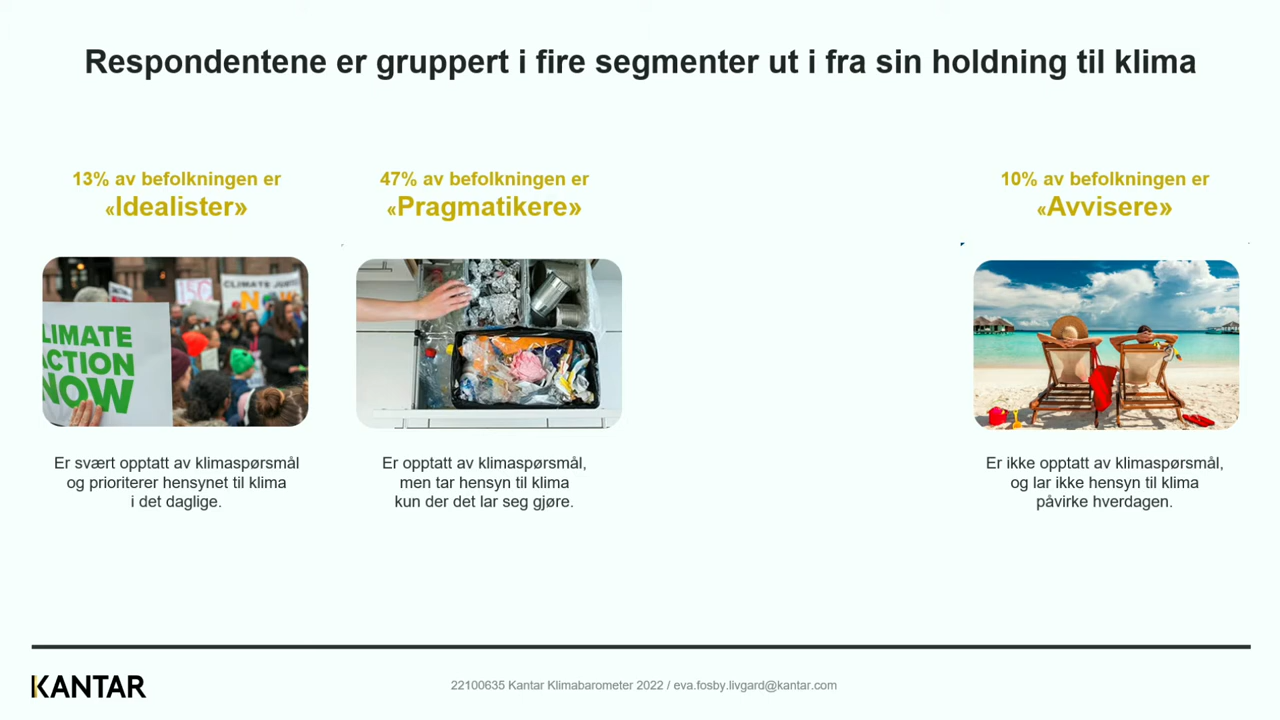 Respondentene er gruppert i fire segmenter ut i fra sin holdning til klima
13% av befolkningen er
«Idealister»
47% av befolkningen er
«Pragmatikere»
10% av befolkningen er
«Avvisere»
CLIMATE JUSTI
NOW
LIMATE
ACTION
NOW
Er svært opptatt av klimaspørsmål
og prioriterer hensynet til klima
i det daglige.
Er opptatt av klimaspørsmål,
men tar hensyn til klima
kun der det lar seg gjøre.
Er ikke opptatt av klimaspørsmål,
og lar ikke hensyn til klima
påvirke hverdagen.
KANTAR
22100635 Kantar Klimabarometer 2022 / eva.fosby.livgard@kantar.com